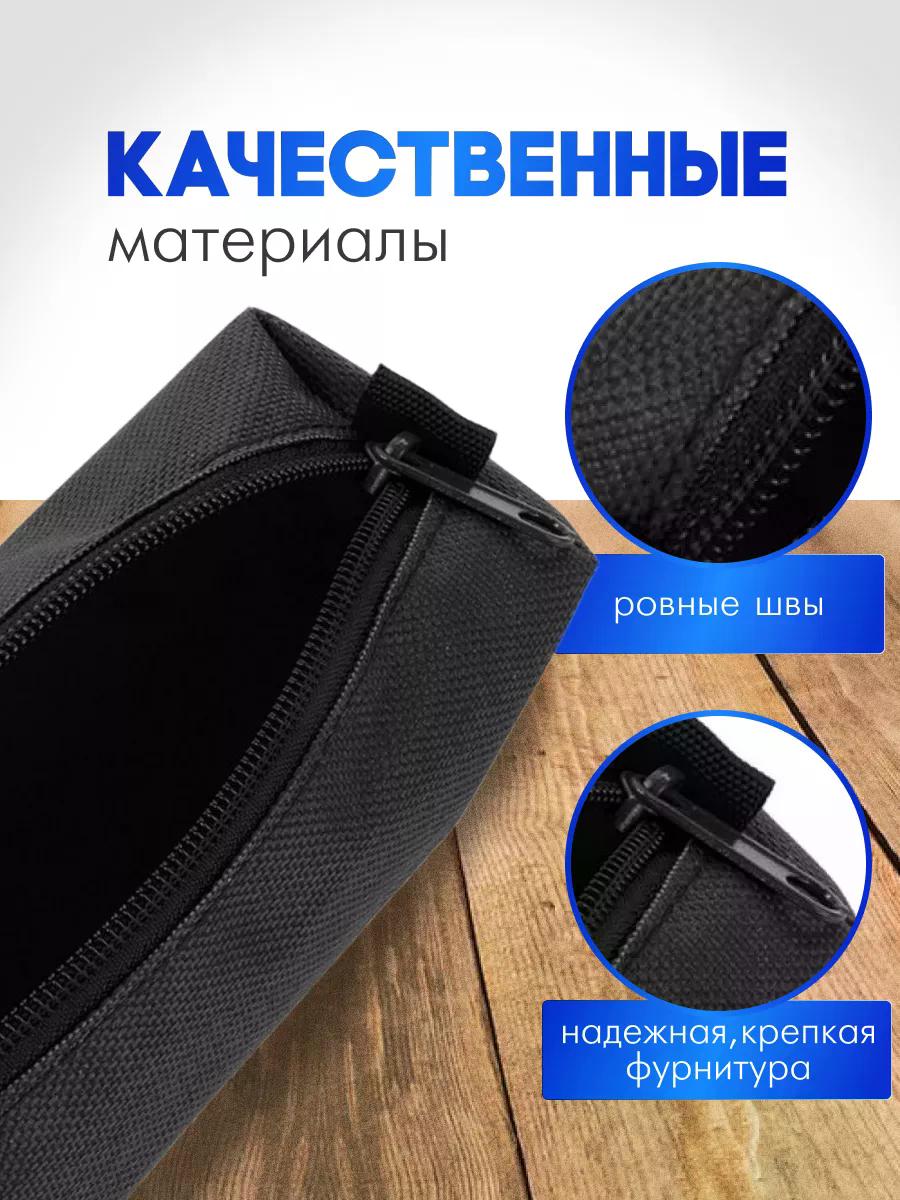 КАЧЕСТВЕННЫЕ
материалы
ровные швы
надежная,крепкая
фурнитура